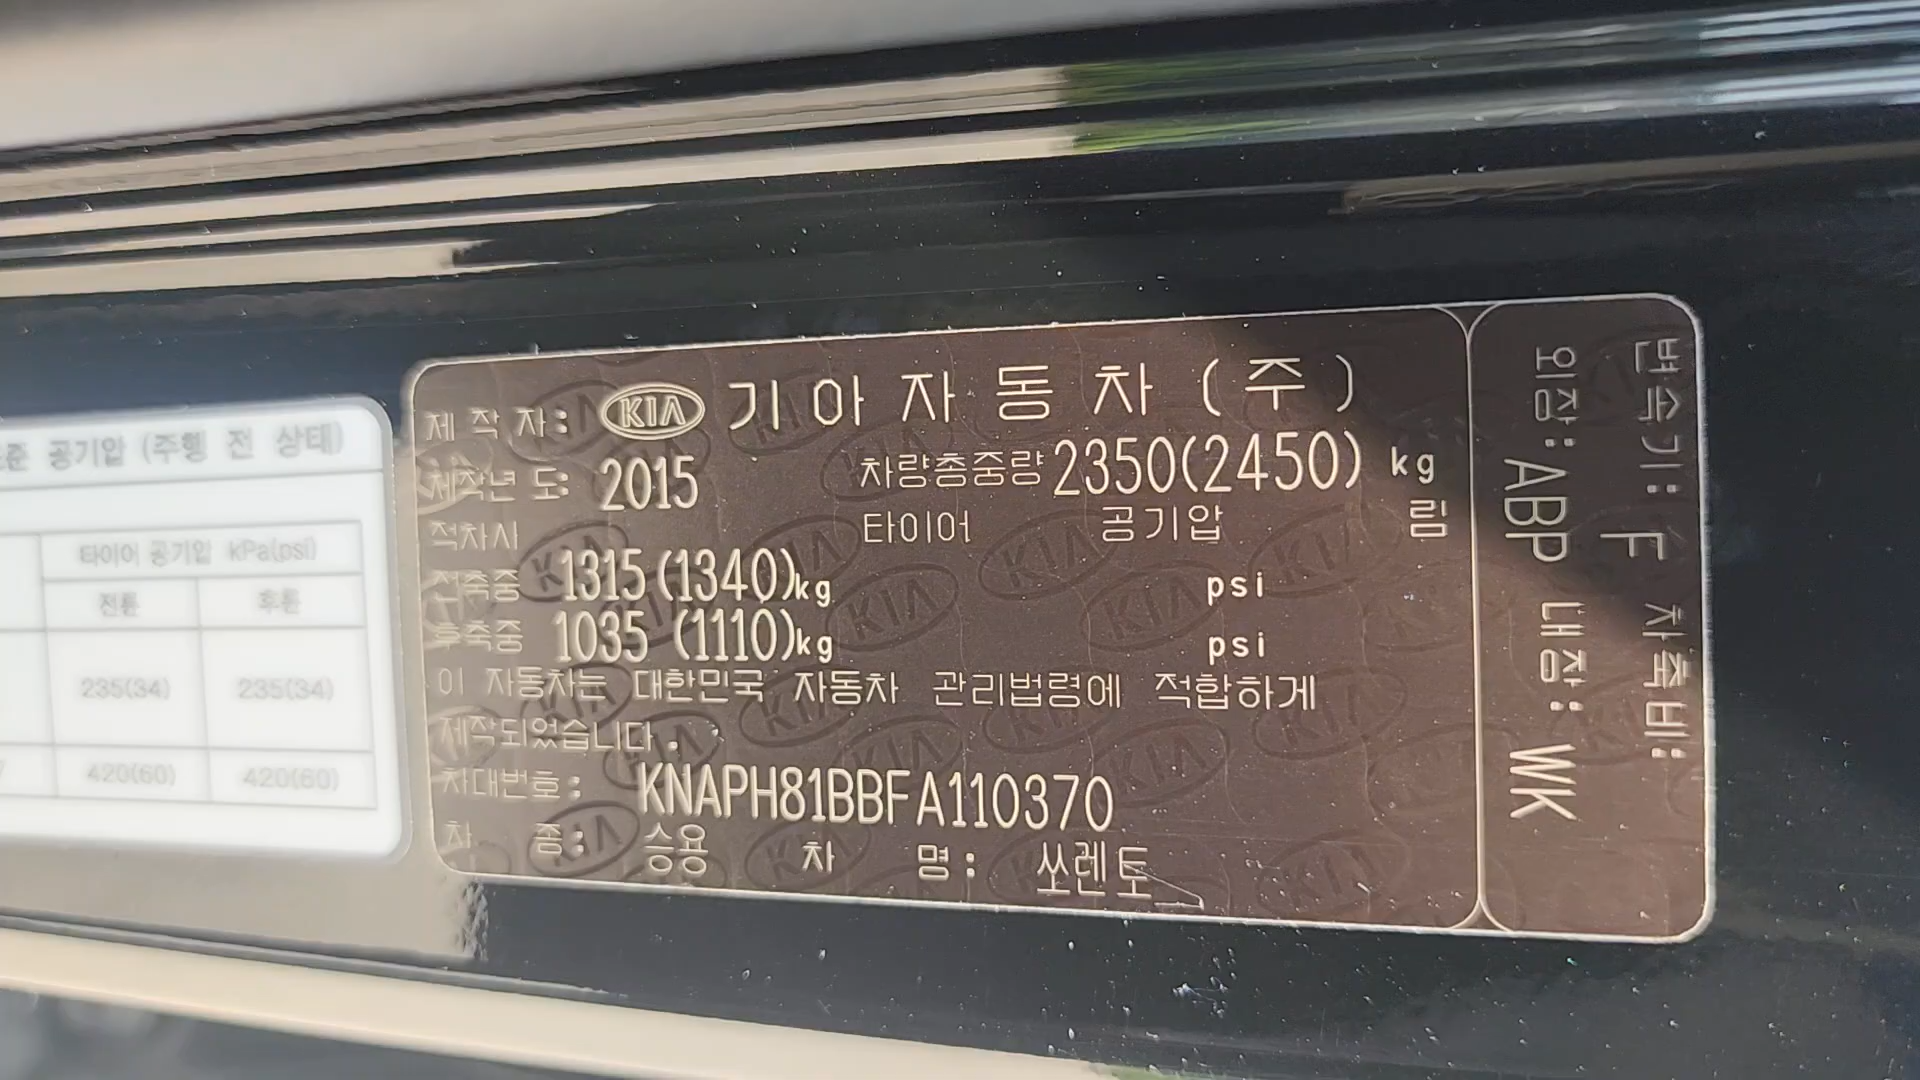 준 공기압 (주행 전 상태)
타이어 공기압 kPa(psi)
전륜 후륜
235(34) 235(34)
420(60) 420(60)
제 작 자: KIA 기아자동차(주)
제작년 도: 2015 차량총중량 2350(2450) kg
적차시 타이어 공기압 림
전축중 1315(1340)kg psi
후축중 1035 (1110)kg psi
이 자동차는 대한민국 자동차 관리법령에 적합하게
제작되었습니다.
차대번호: KNAPH81BBFA110370
차 종: 승용 차 명: 쏘렌토
변속기: F 차축비:
외장: ABP 내장: WK